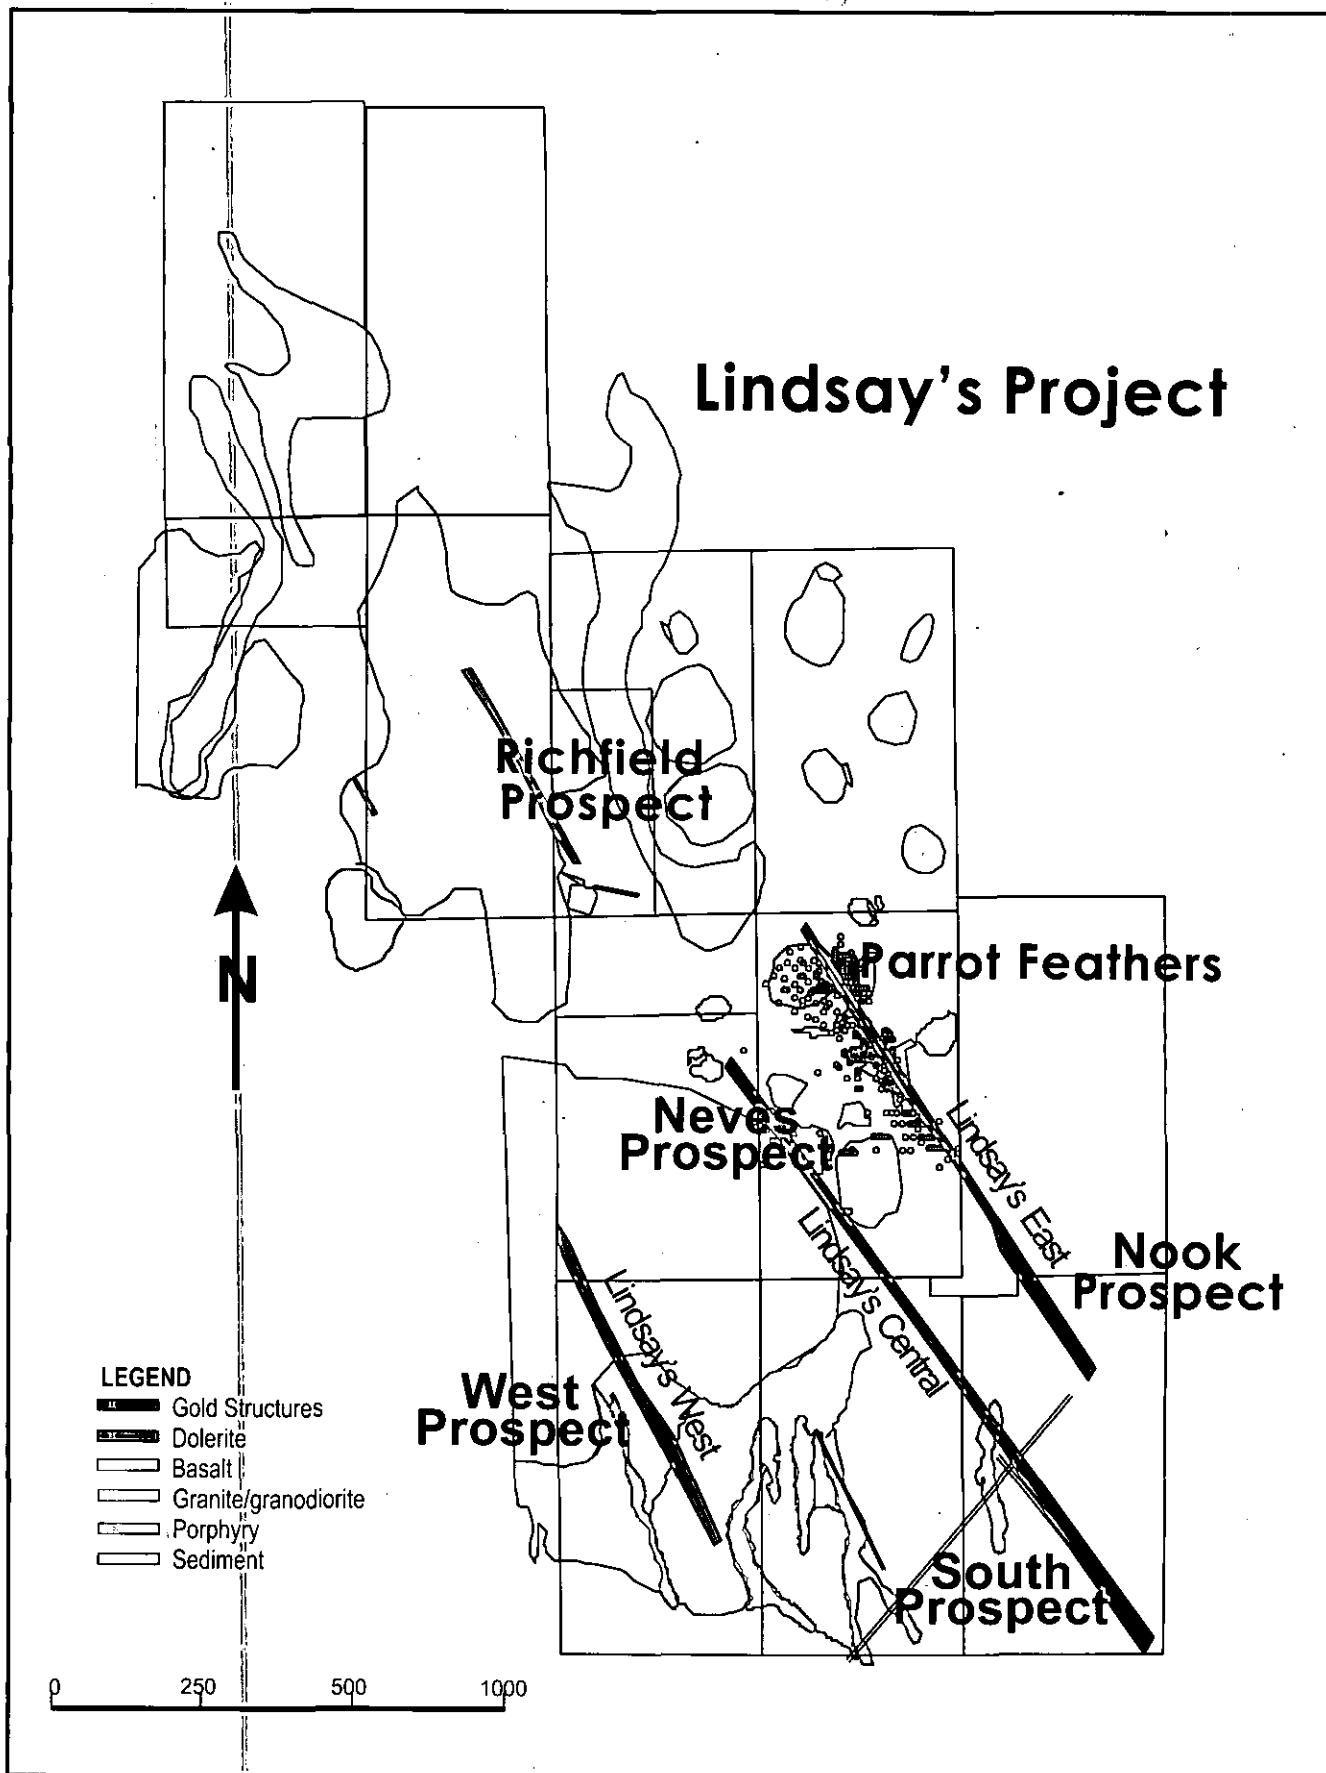 Lindsay's Project
Richfield
Prospect
N
Parrot Feathers
Neves
Prospect
Lindsay's East
Lindsay's Central
Nook
Prospect
Lindsay's West
West
Prospect
South
Prospect
LEGEND
Gold Structures
Dolerite
Basalt
Granite/granodiorite
Porphyry
Sediment
0 250 500 1000